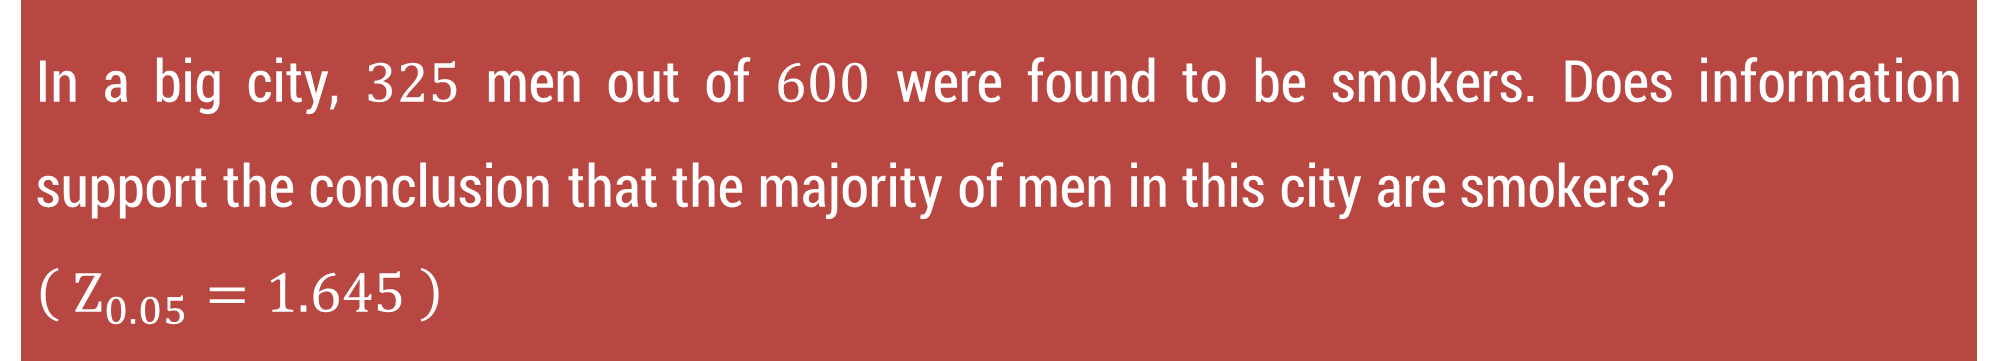 In a big city, 325 men out of 600 were found to be smokers. Does information
support the conclusion that the majority of men in this city are smokers?
( Z₀.₀₅ = 1.645 )